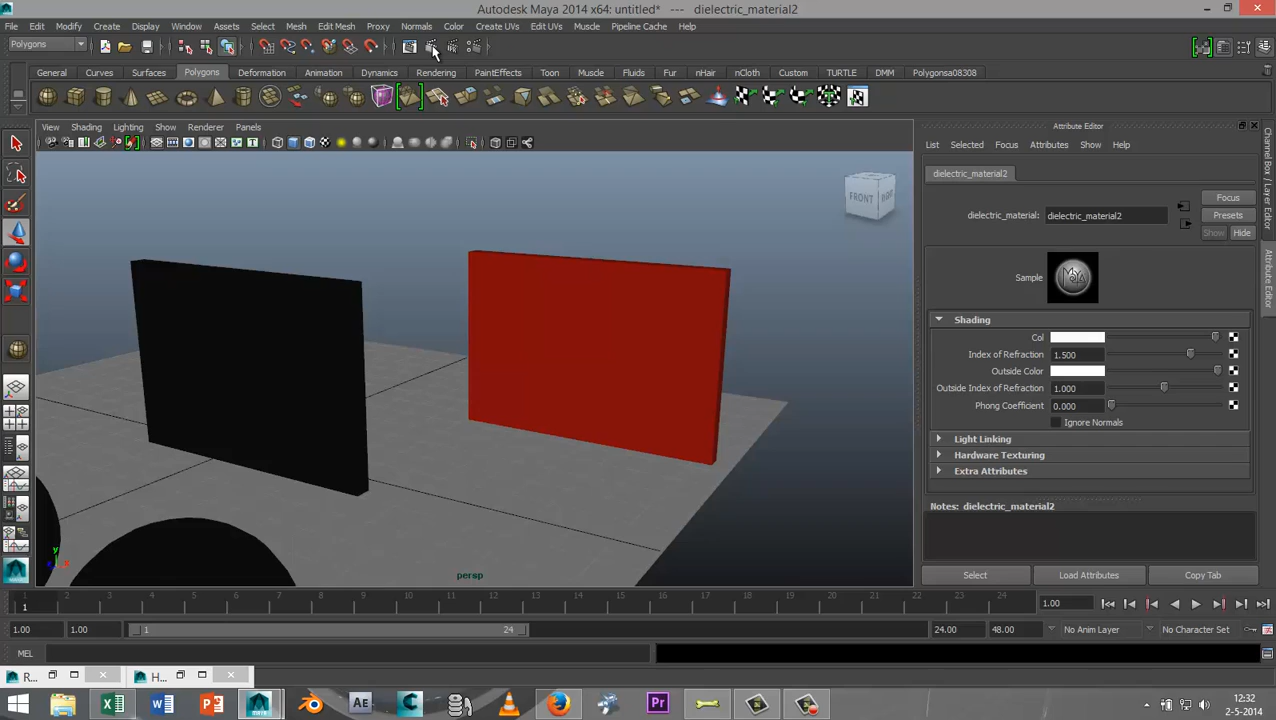 Autodesk Maya 2014 x64: untitled* --- dielectric_material2
File Edit Modify Create Display Window Assets Select Mesh Edit Mesh Proxy Normals Color Create UVs Edit UVs Muscle Pipeline Cache Help
Polygons
General Curves Surfaces Polygons Deformation Animation Dynamics Rendering PaintEffects Toon Muscle Fluids Fur nHair nCloth Custom TURTLE DMM Polygonsa08308
View Shading Lighting Show Renderer Panels
Attribute Editor
List Selected Focus Attributes Show Help
dielectric_material2
Focus
dielectric_material: dielectric_material2
Presets
Show Hide
Sample
Shading
Col
Index of Refraction 1.500
Outside Color
Outside Index of Refraction 1.000
Phong Coefficient 0.000
Ignore Normals
Light Linking
Hardware Texturing
Extra Attributes
Notes: dielectric_material2
Select Load Attributes Copy Tab
Channel Box / Layer Editor
Attribute Editor
FRONT
persp
1 2 3 4 5 6 7 8 9 10 11 12 13 14 15 16 17 18 19 20 21 22 23 24
1
1.00
1.00 1.00 1 24 24.00 48.00 No Anim Layer No Character Set
MEL
R... H...
12:32
2-5-2014